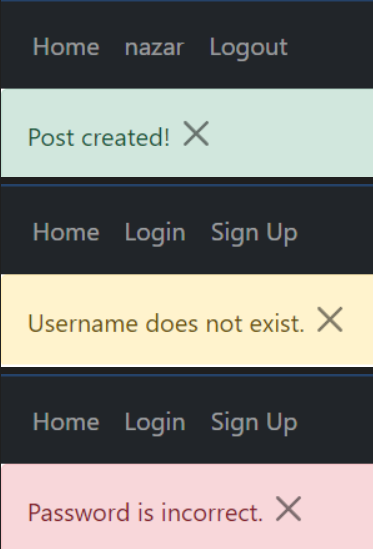 Home nazar Logout
Post created!
Home Login Sign Up
Username does not exist.
Home Login Sign Up
Password is incorrect.